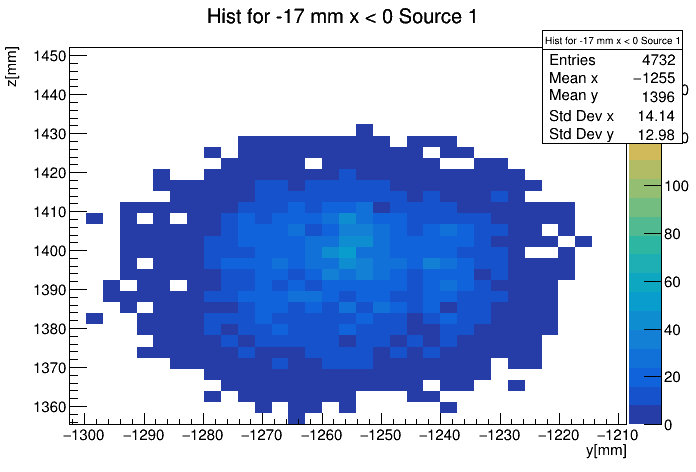 Hist for -17 mm x < 0 Source 1
z[mm]
Hist for -17 mm x < 0 Source 1
Entries 4732
Mean x −1255
Mean y 1396
Std Dev x 14.14
Std Dev y 12.98
1450
1440
1430
1420
1410
1400
1390
1380
1370
1360
100
80
60
40
20
0
−1300 −1290 −1280 −1270 −1260 −1250 −1240 −1230 −1220 −1210
y[mm]